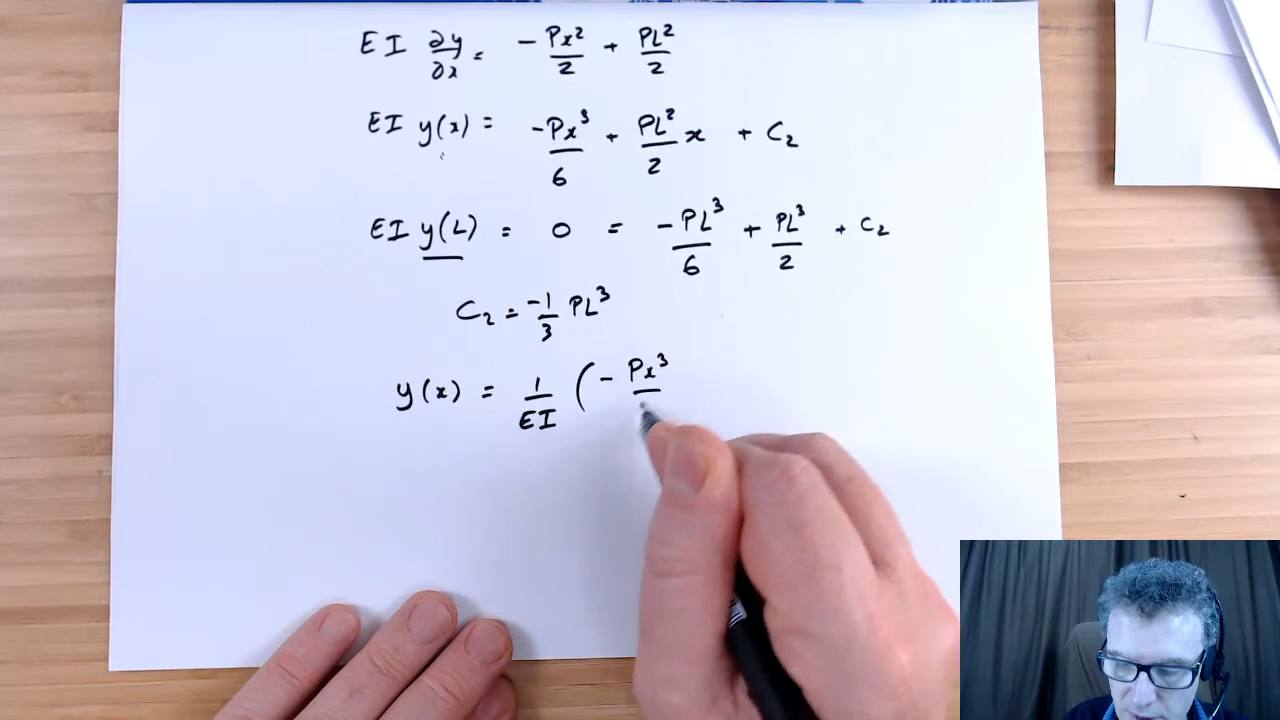 EI ∂y/∂x = - Px²/2 + PL²/2
EI y(x) = -Px³/6 + PL²/2 x + C₂
EI y(L) = 0 = - PL³/6 + PL³/2 + C₂
C₂ = -1/3 PL³
y(x) = 1/EI ( - Px³/